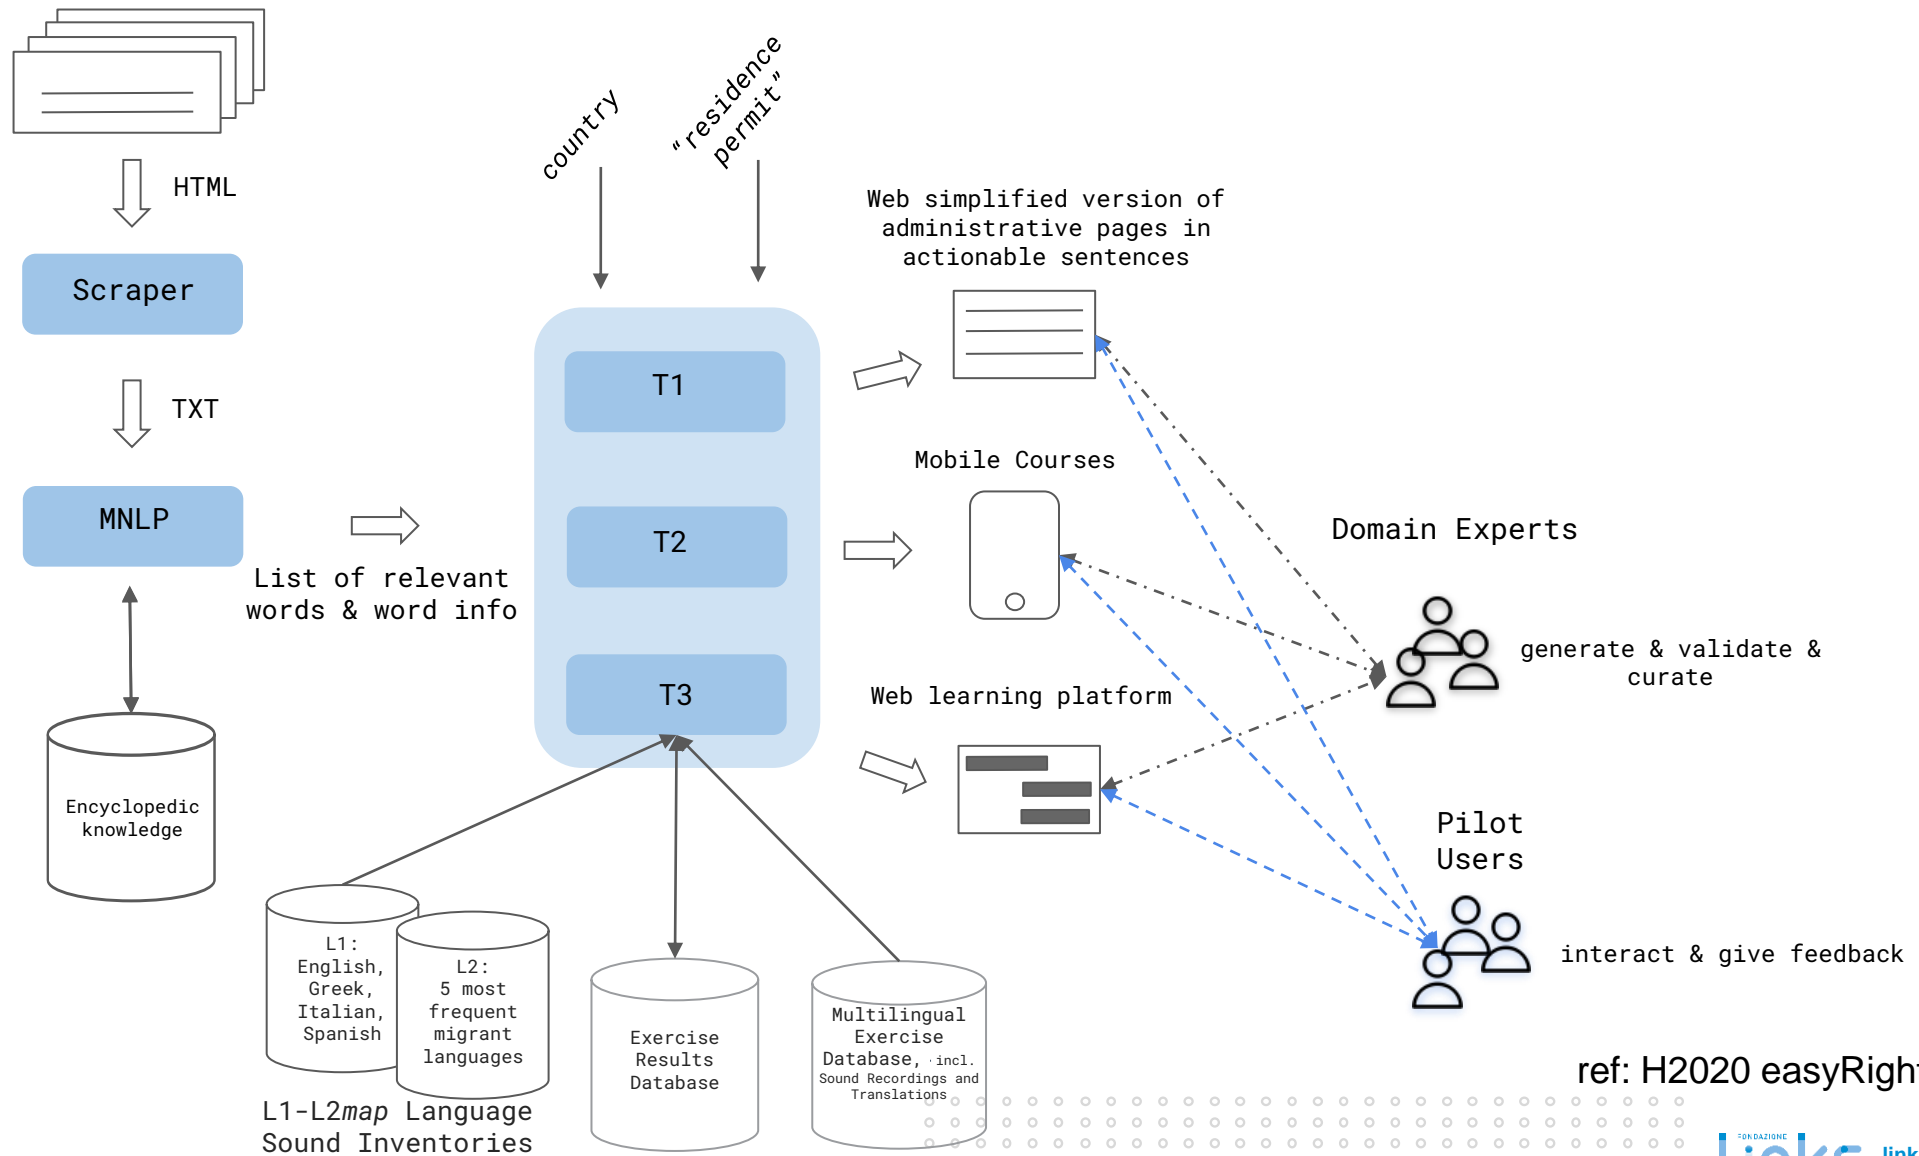 HTML
Scraper
TXT
MNLP
List of relevant
words & word info
Encyclopedic
knowledge
country
“residence
permit”
T1
T2
T3
Web simplified version of
administrative pages in
actionable sentences
Mobile Courses
Web learning platform
Domain Experts
generate & validate &
curate
Pilot
Users
interact & give feedback
L1:
English,
Greek,
Italian,
Spanish
L2:
5 most
frequent
migrant
languages
L1-L2map Language
Sound Inventories
Exercise
Results
Database
Multilingual
Exercise
Database, incl.
Sound Recordings and
Translations
ref: H2020 easyRight
FONDAZIONE
link